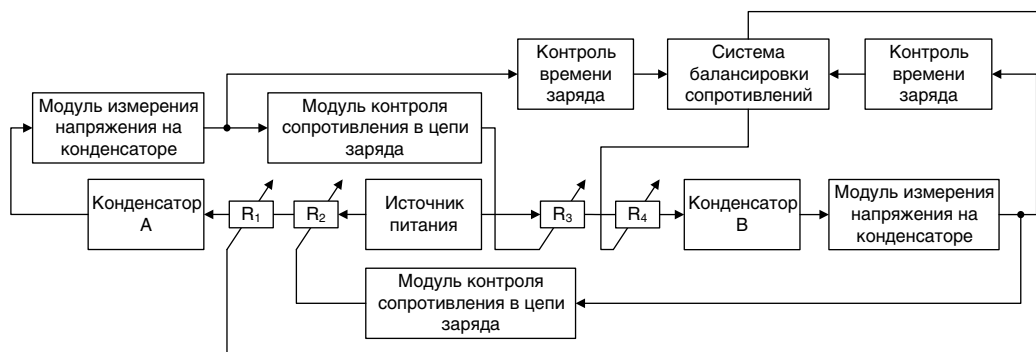 Контроль
времени
заряда
Система
балансировки
сопротивлений
Контроль
времени
заряда
Модуль измерения
напряжения на
конденсаторе
Модуль контроля
сопротивления в цепи
заряда
Конденсатор
А
R1
R2
Источник
питания
R3
R4
Конденсатор
В
Модуль измерения
напряжения на
конденсаторе
Модуль контроля
сопротивления в цепи
заряда